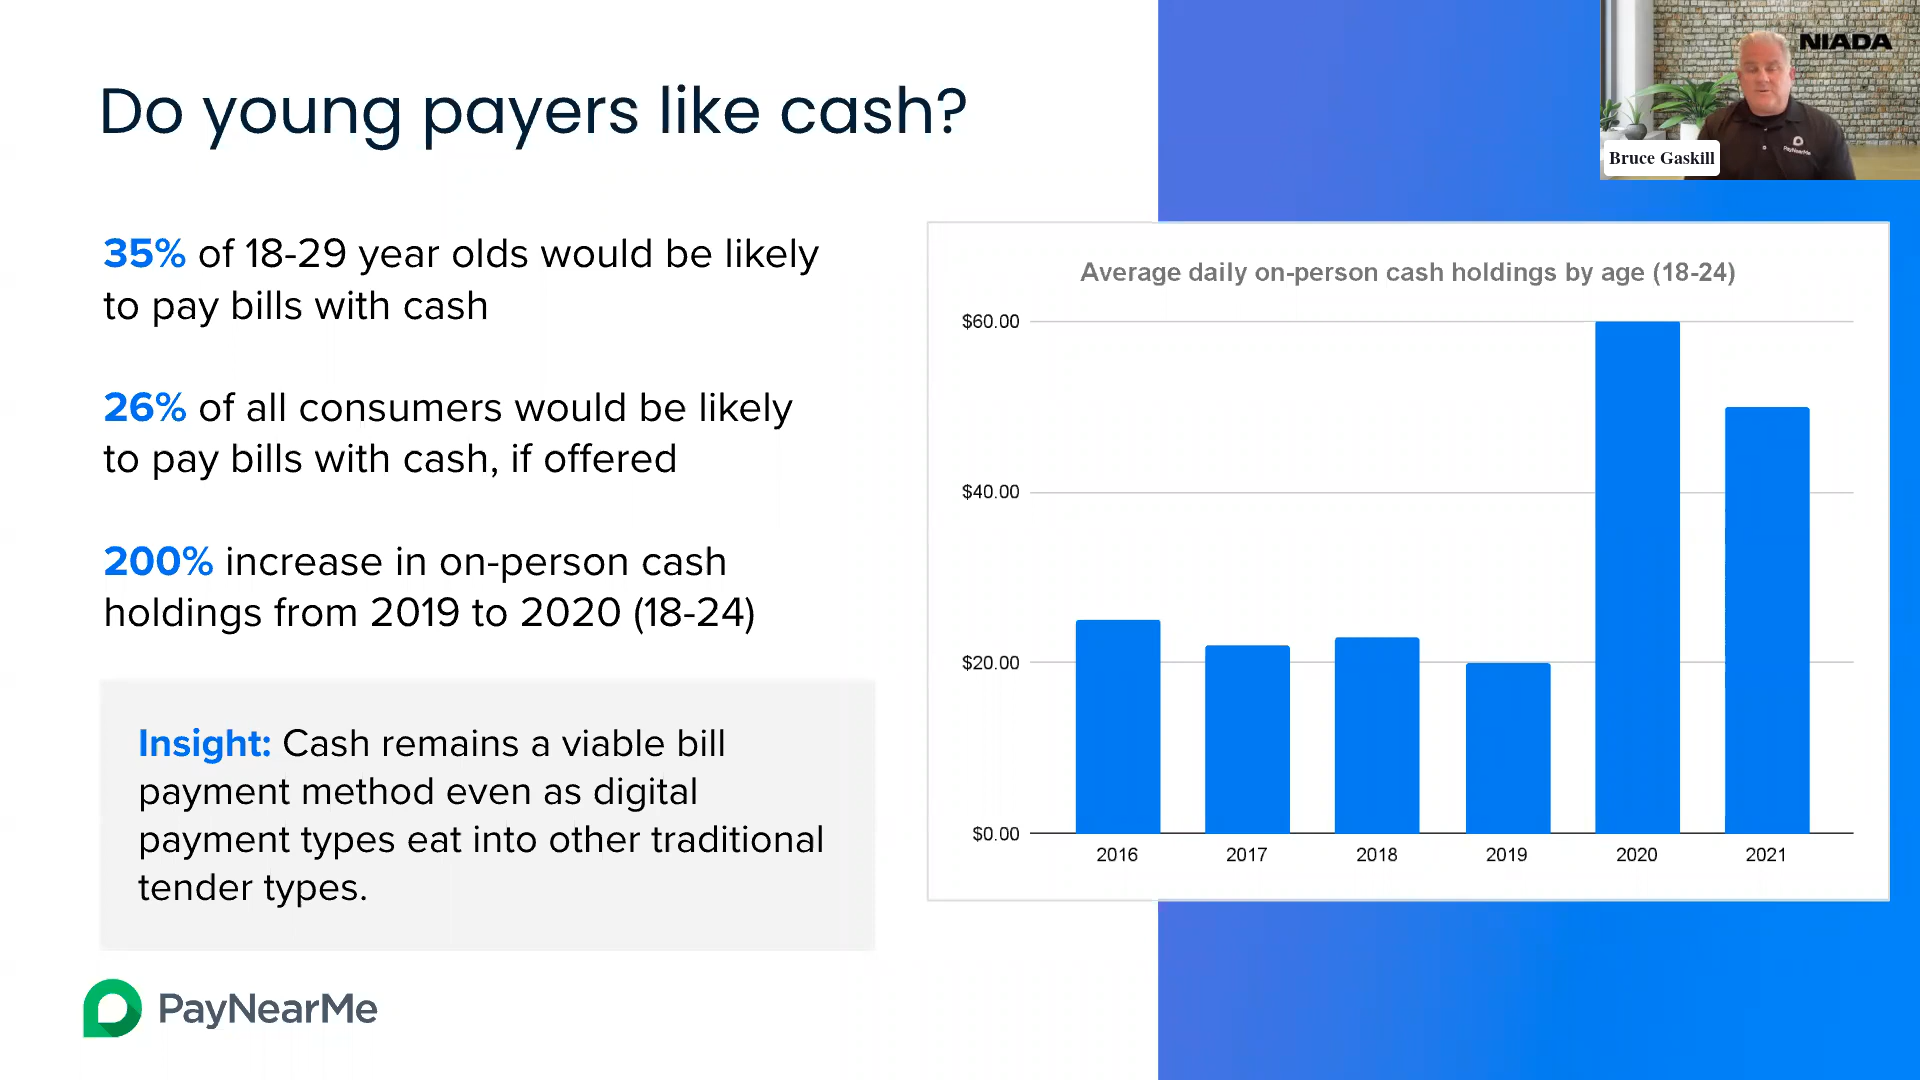 Do young payers like cash?
NIADA
PayNearMe
Bruce Gaskill
35% of 18-29 year olds would be likely
to pay bills with cash
26% of all consumers would be likely
to pay bills with cash, if offered
200% increase in on-person cash
holdings from 2019 to 2020 (18-24)
Insight: Cash remains a viable bill
payment method even as digital
payment types eat into other traditional
tender types.
Average daily on-person cash holdings by age (18-24)
$60.00
$40.00
$20.00
$0.00
2016 2017 2018 2019 2020 2021
PayNearMe